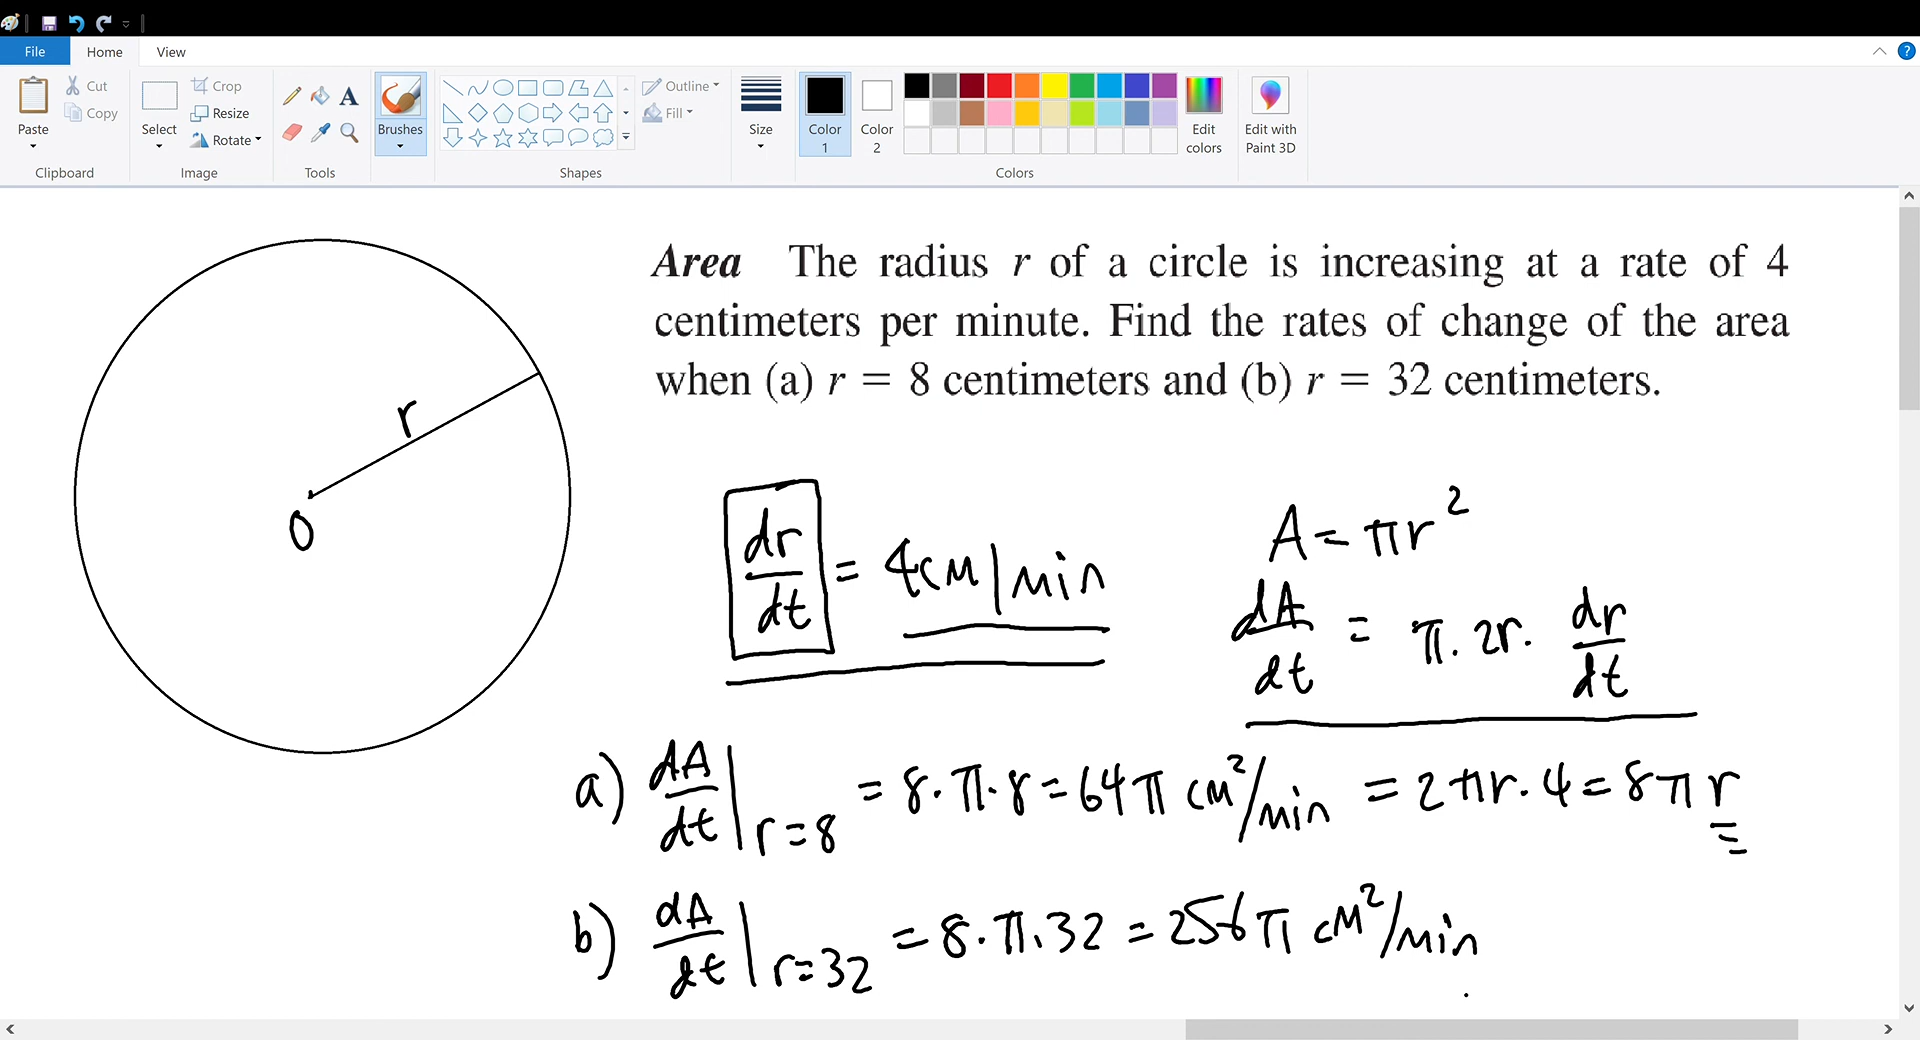 File Home View
Paste
Cut
Copy
Clipboard
Select
Crop
Resize
Rotate
Image
A
Tools
Brushes
Shapes
Outline
Fill
Size
Color 1
Color 2
Colors
Edit colors
Edit with Paint 3D
?
Area The radius r of a circle is increasing at a rate of 4
centimeters per minute. Find the rates of change of the area
when (a) r = 8 centimeters and (b) r = 32 centimeters.
r
O
dr/dt = 4cm/min
A = πr²
dA/dt = π. 2r. dr/dt
a) dA/dt | r=8 = 8.π.8 = 64π cm²/min = 2πr.4 = 8πr
b) dA/dt | r=32 = 8.π.32 = 256π cm²/min